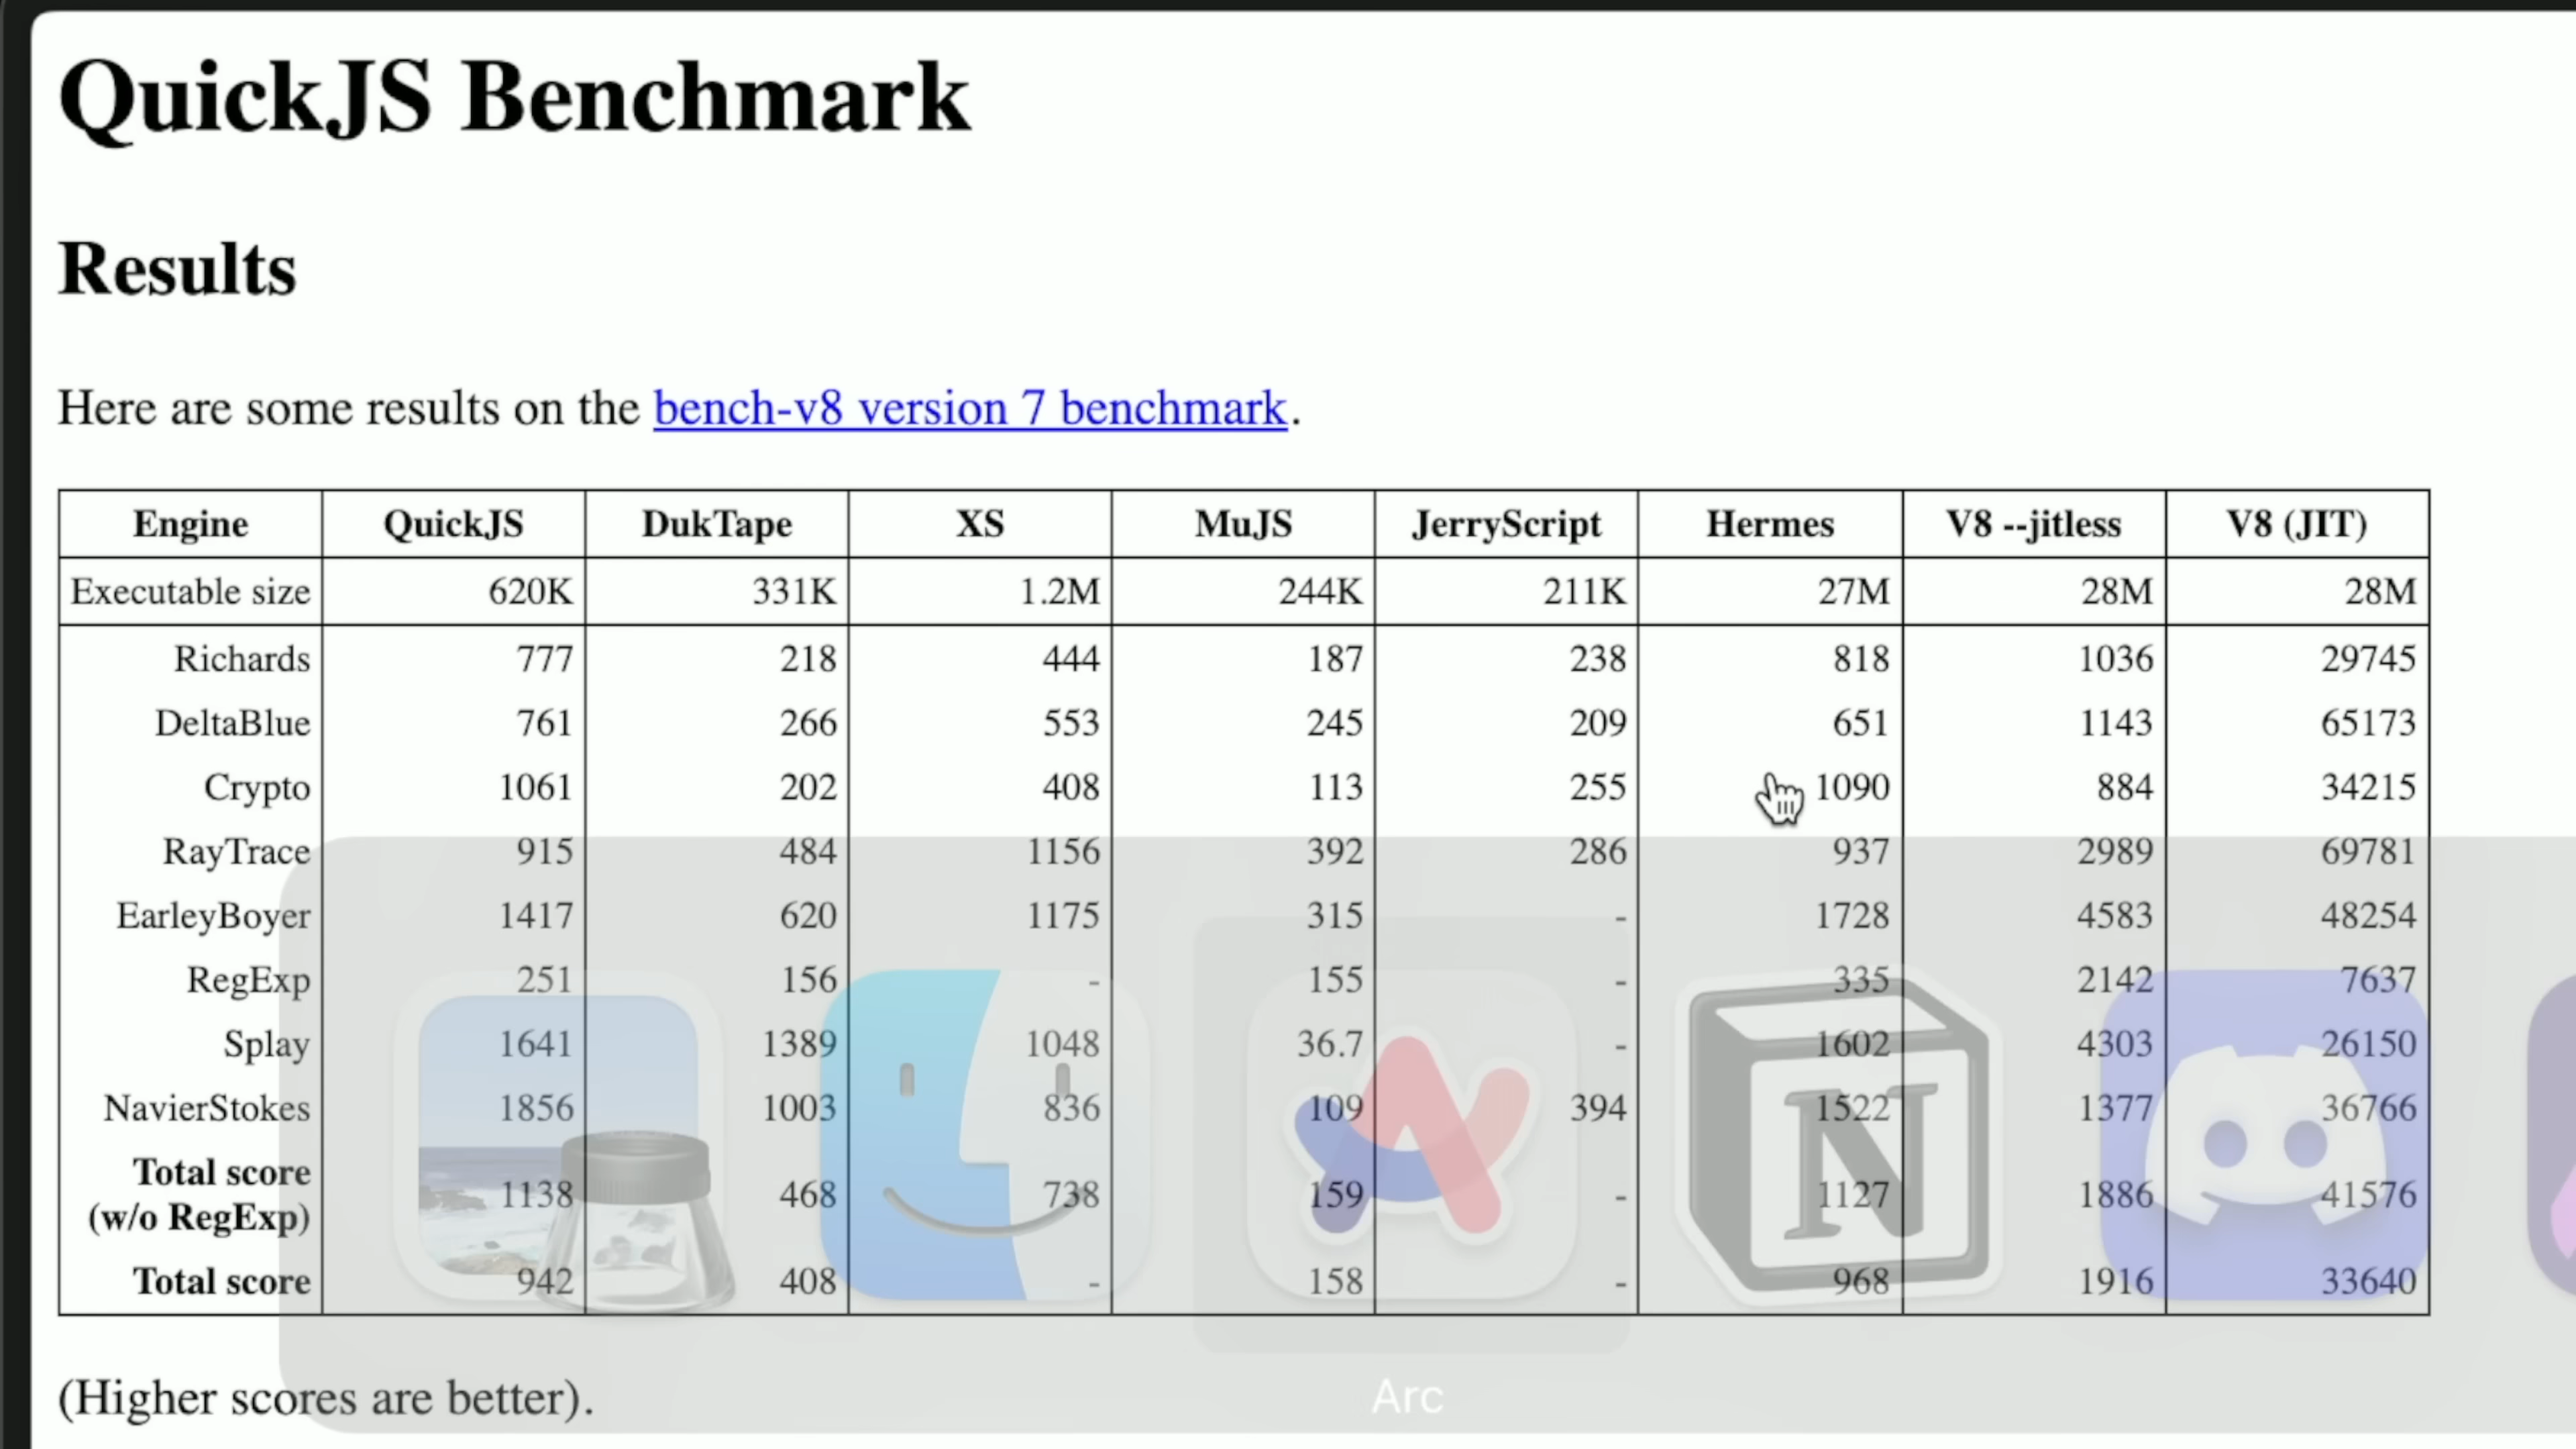 QuickJS Benchmark
Results
Here are some results on the bench-v8 version 7 benchmark.
Engine QuickJS DukTape XS MuJS JerryScript Hermes V8 --jitless V8 (JIT)
Executable size 620K 331K 1.2M 244K 211K 27M 28M 28M
Richards 777 218 444 187 238 818 1036 29745
DeltaBlue 761 266 553 245 209 651 1143 65173
Crypto 1061 202 408 113 255 1090 884 34215
RayTrace 915 484 1156 392 286 937 2989 69781
EarleyBoyer 1417 620 1175 315 - 1728 4583 48254
RegExp 251 156 - 155 - 335 2142 7637
Splay 1641 1389 1048 36.7 - 1602 4303 26150
NavierStokes 1856 1003 836 109 394 1522 1377 36766
Total score
(w/o RegExp) 1138 468 738 159 - 1127 1886 41576
Total score 942 408 - 158 - 968 1916 33640
(Higher scores are better).
N
Arc